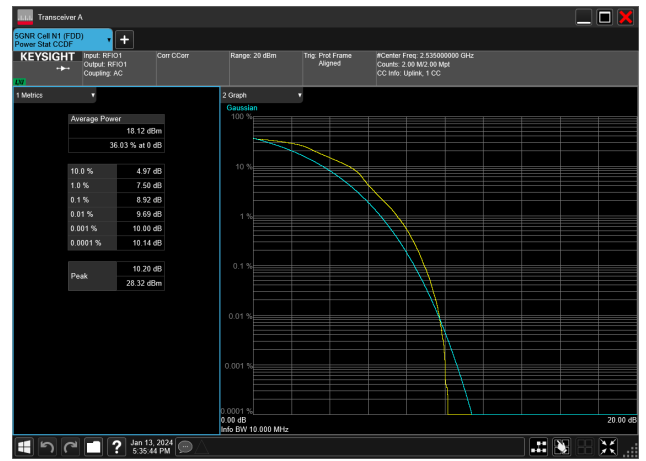 Transceiver A
5GNR Cell N1 (FDD)
Power Stat CCDF
KEYSIGHT
LXI
Input: RFIO1
Output: RFIO1
Coupling: AC
Corr CCorr
Range: 20 dBm
Trig: Prot Frame
Aligned
#Center Freq: 2.535000000 GHz
Counts: 2.00 M/2.00 Mpt
CC Info: Uplink, 1 CC
1 Metrics
Average Power
18.12 dBm
36.03 % at 0 dB
10.0 % 4.97 dB
1.0 % 7.50 dB
0.1 % 8.92 dB
0.01 % 9.69 dB
0.001 % 10.00 dB
0.0001 % 10.14 dB
Peak
10.20 dB
28.32 dBm
2 Graph
Gaussian
100 %
10 %
1 %
0.1 %
0.01 %
0.001 %
0.0001 %
0.00 dB 20.00 dB
Info BW 10.000 MHz
?
Jan 13, 2024
5:35:44 PM